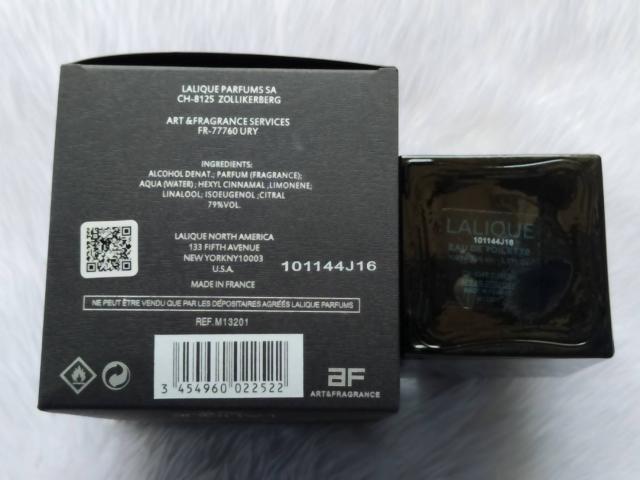 LALIQUE PARFUMS SA
CH-8125 ZOLLIKERBERG
ART &FRAGRANCE SERVICES
FR-77760 URY
INGREDIENTS:
ALCOHOL DENAT.; PARFUM (FRAGRANCE);
AQUA (WATER) ; HEXYL CINNAMAL ,LIMONENE;
LINALOOL; ISOEUGENOL ;CITRAL
79%VOL
LALIQUE NORTH AMERICA
133 FIFTH AVENUE
NEW YORKNY10003
U.S.A.
MADE IN FRANCE
101144J16
NE PEUT ÊTRE VENDU QUE PAR LES DÉPOSITAIRES AGRÉÉS LALIQUE PARFUMS
REF. M13201
3 454960 022522
AF
ART&FRAGRANCE
LALIQUE
101144J16
EAU DE TOILETTE